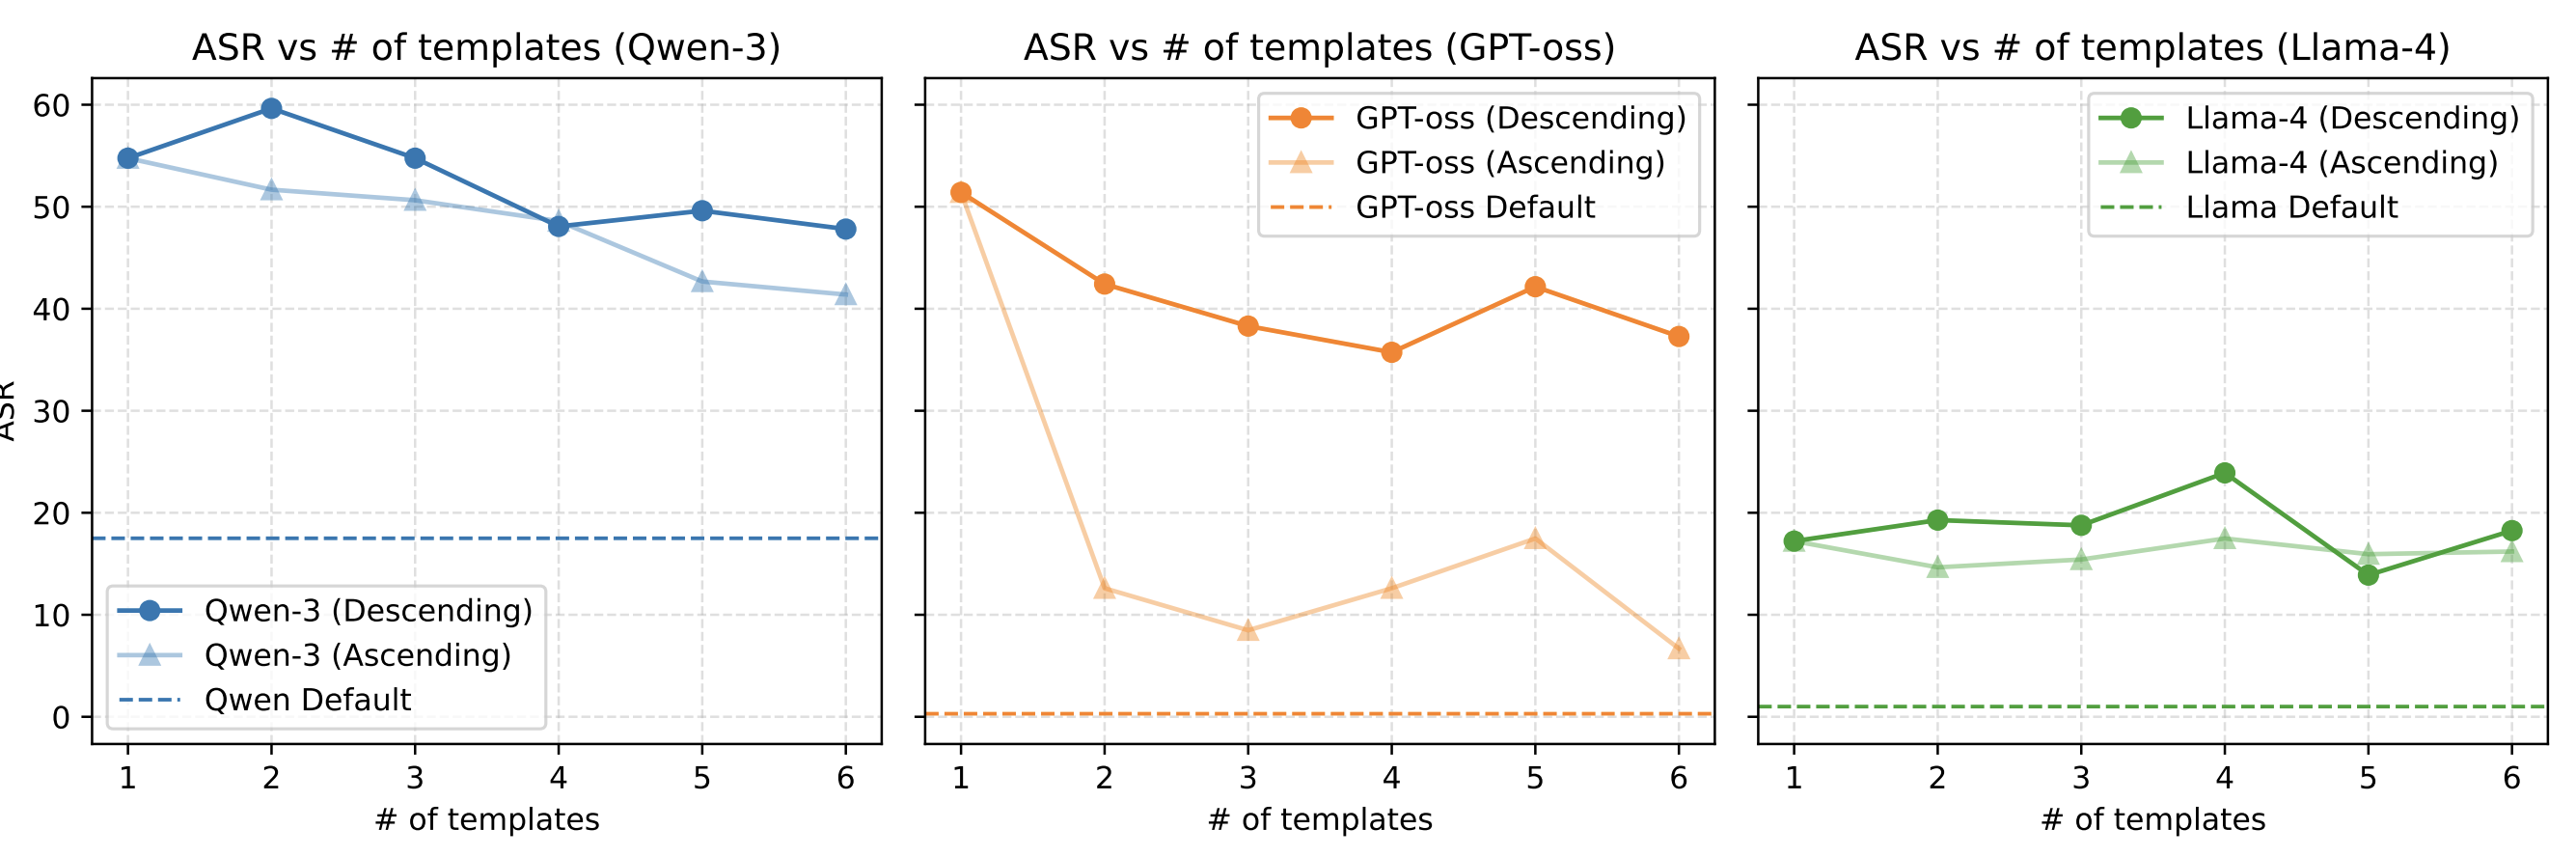 ASR vs # of templates (Qwen-3)
ASR
60
50
40
30
20
10
0
Qwen-3 (Descending)
Qwen-3 (Ascending)
Qwen Default
1 2 3 4 5 6
# of templates
ASR vs # of templates (GPT-oss)
GPT-oss (Descending)
GPT-oss (Ascending)
GPT-oss Default
1 2 3 4 5 6
# of templates
ASR vs # of templates (Llama-4)
Llama-4 (Descending)
Llama-4 (Ascending)
Llama Default
1 2 3 4 5 6
# of templates